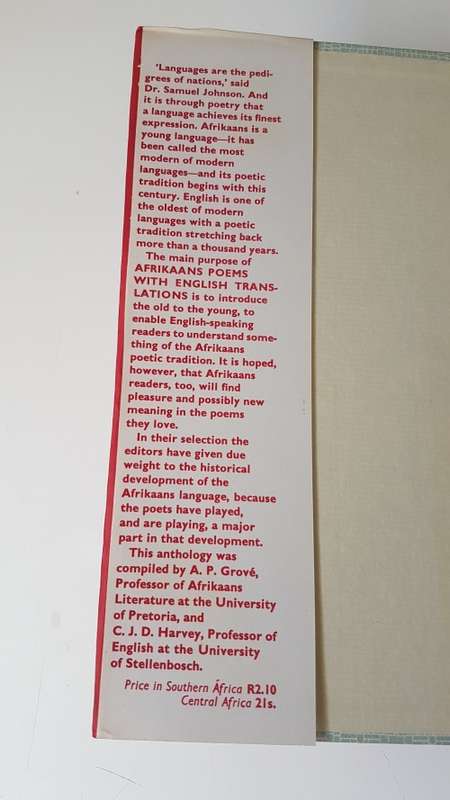 'Languages are the pedi-
grees of nations,' said
Dr. Samuel Johnson. And
it is through poetry that
a language achieves its finest
expression. Afrikaans is a
young language—it has
been called the most
modern of modern
languages—and its poetic
tradition begins with this
century. English is one of
the oldest of modern
languages with a poetic
tradition stretching back
more than a thousand years.
The main purpose of
AFRIKAANS POEMS
WITH ENGLISH TRANS-
LATIONS is to introduce
the old to the young, to
enable English-speaking
readers to understand some-
thing of the Afrikaans
poetic tradition. It is hoped,
however, that Afrikaans
readers, too, will find
pleasure and possibly new
meaning in the poems
they love.
In their selection the
editors have given due
weight to the historical
development of the
Afrikaans language, because
the poets have played,
and are playing, a major
part in that development.
This anthology was
compiled by A. P. Grové,
Professor of Afrikaans
Literature at the University
of Pretoria, and
C. J. D. Harvey, Professor of
English at the University
of Stellenbosch.
Price in Southern Africa R2.10
Central Africa 21s.